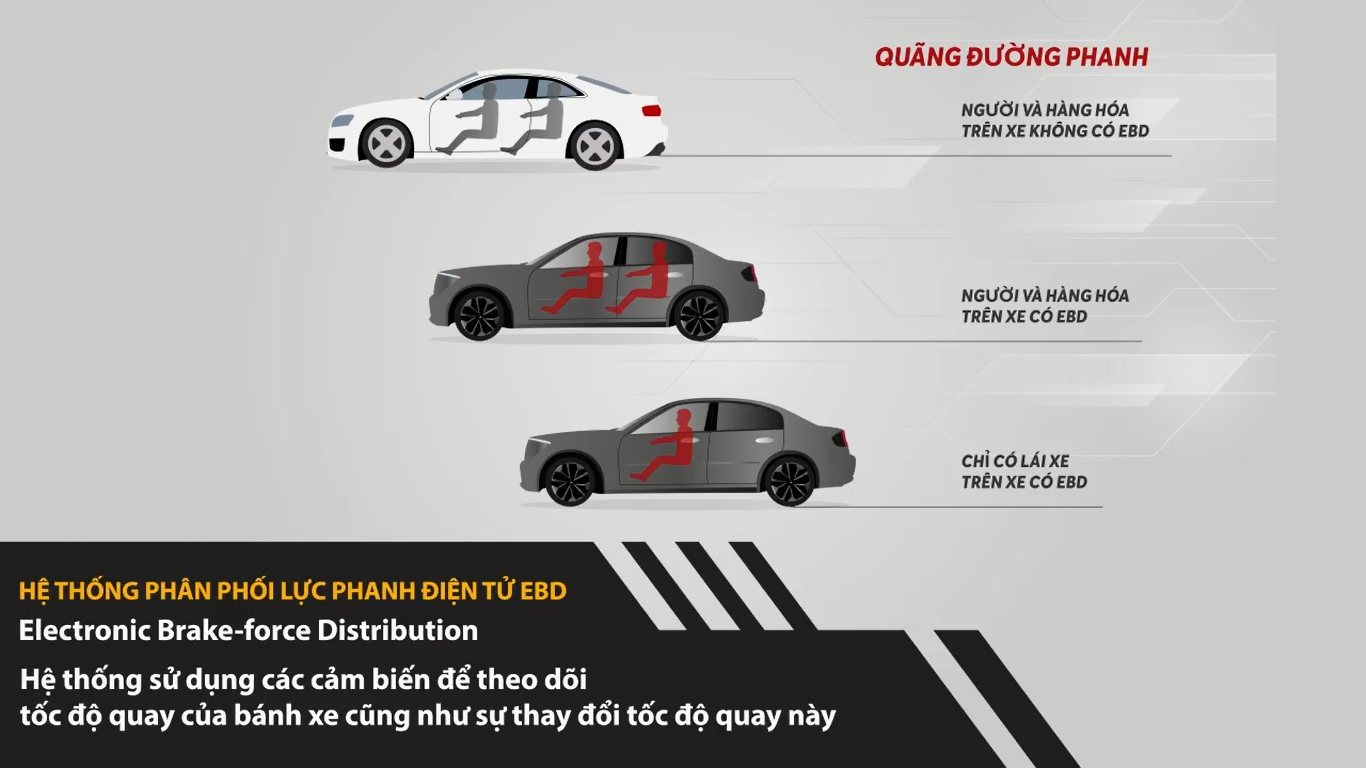 QUÃNG ĐƯỜNG PHANH
NGƯỜI VÀ HÀNG HÓA
TRÊN XE KHÔNG CÓ EBD
NGƯỜI VÀ HÀNG HÓA
TRÊN XE CÓ EBD
CHỈ CÓ LÁI XE
TRÊN XE CÓ EBD
HỆ THỐNG PHÂN PHỐI LỰC PHANH ĐIỆN TỬ EBD
Electronic Brake-force Distribution
Hệ thống sử dụng các cảm biến để theo dõi
tốc độ quay của bánh xe cũng như sự thay đổi tốc độ quay này